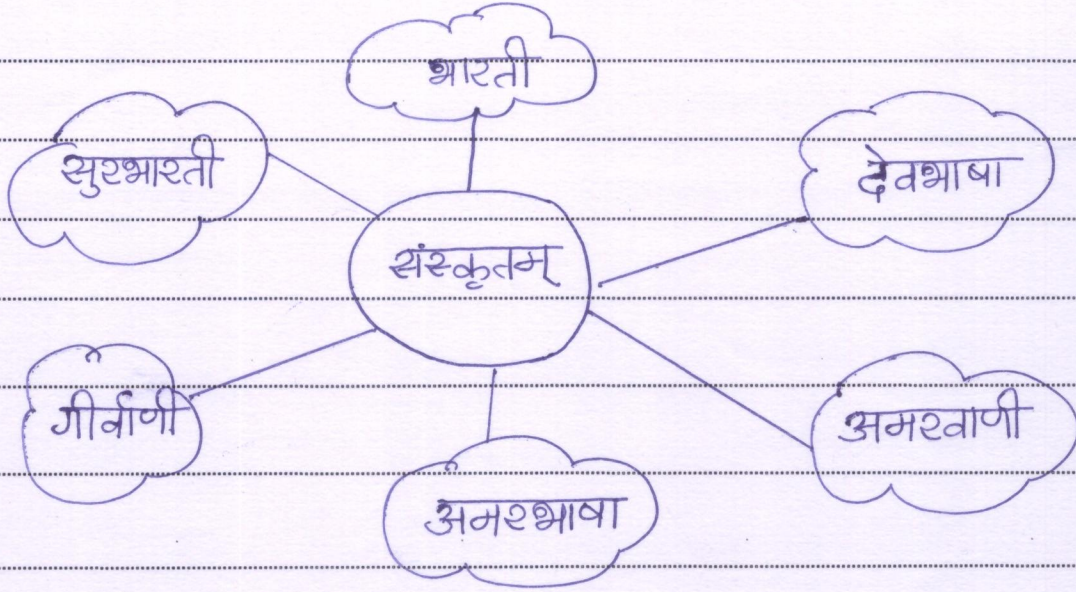 भारती
सुरभारती
देवभाषा
संस्कृतम्
गीर्वाणी
अमरवाणी
अमरभाषा